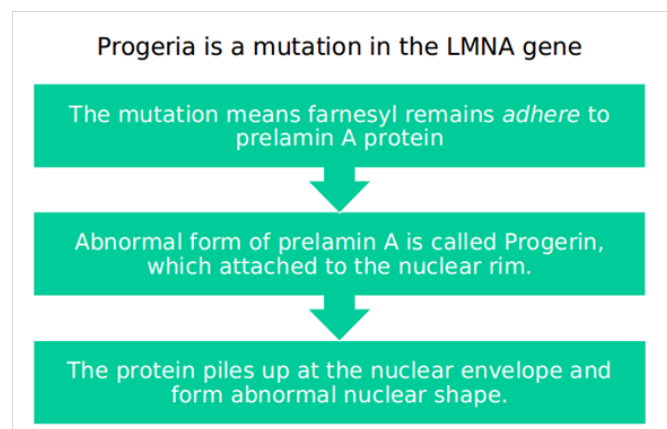 Progeria is a mutation in the LMNA gene
The mutation means farnesyl remains adhere to
prelamin A protein
Abnormal form of prelamin A is called Progerin,
which attached to the nuclear rim.
The protein piles up at the nuclear envelope and
form abnormal nuclear shape.